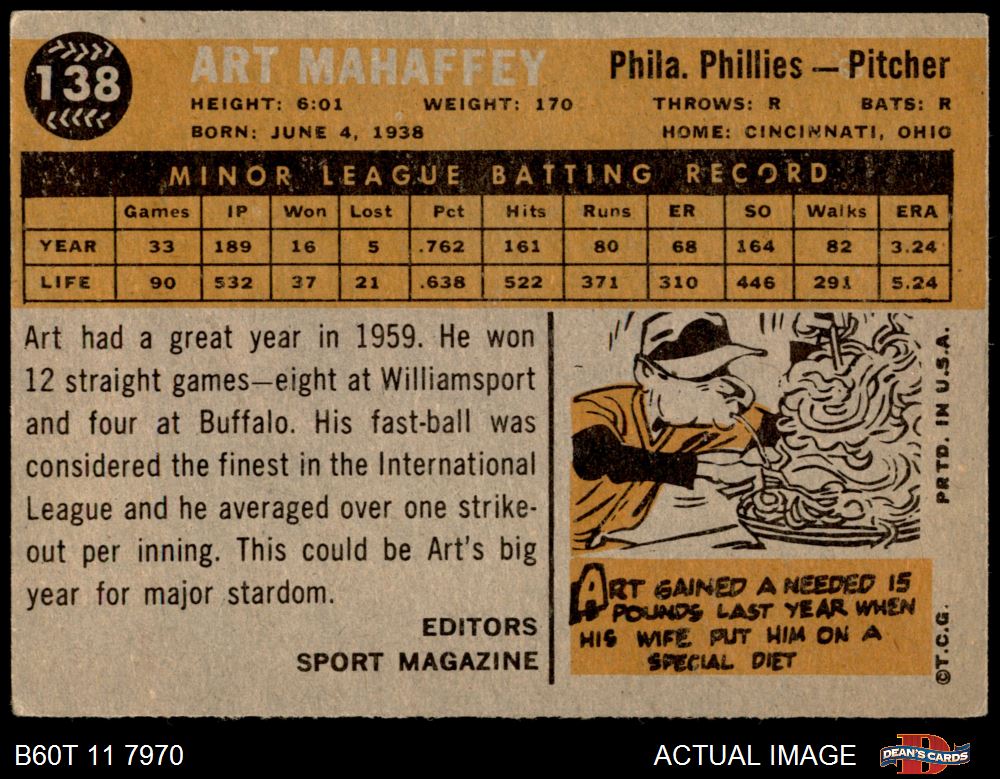 138
ART MAHAFFEY
Phila. Phillies — Pitcher
HEIGHT: 6:01 WEIGHT: 170 THROWS: R BATS: R
BORN: JUNE 4, 1938 HOME: CINCINNATI, OHIO
MINOR LEAGUE BATTING RECORD
Games IP Won Lost Pct Hits Runs ER SO Walks ERA
YEAR 33 189 16 5 .762 161 80 68 164 82 3.24
LIFE 90 532 37 21 .638 522 371 310 446 291 5.24
Art had a great year in 1959. He won
12 straight games—eight at Williamsport
and four at Buffalo. His fast-ball was
considered the finest in the International
League and he averaged over one strike-
out per inning. This could be Art's big
year for major stardom.
EDITORS
SPORT MAGAZINE
ART GAINED A NEEDED 15
POUNDS LAST YEAR WHEN
HIS WIFE PUT HIM ON A
SPECIAL DIET
©T.C.G. PRTD. IN U.S.A.
B60T 11 7970
ACTUAL IMAGE
DEAN'S CARDS